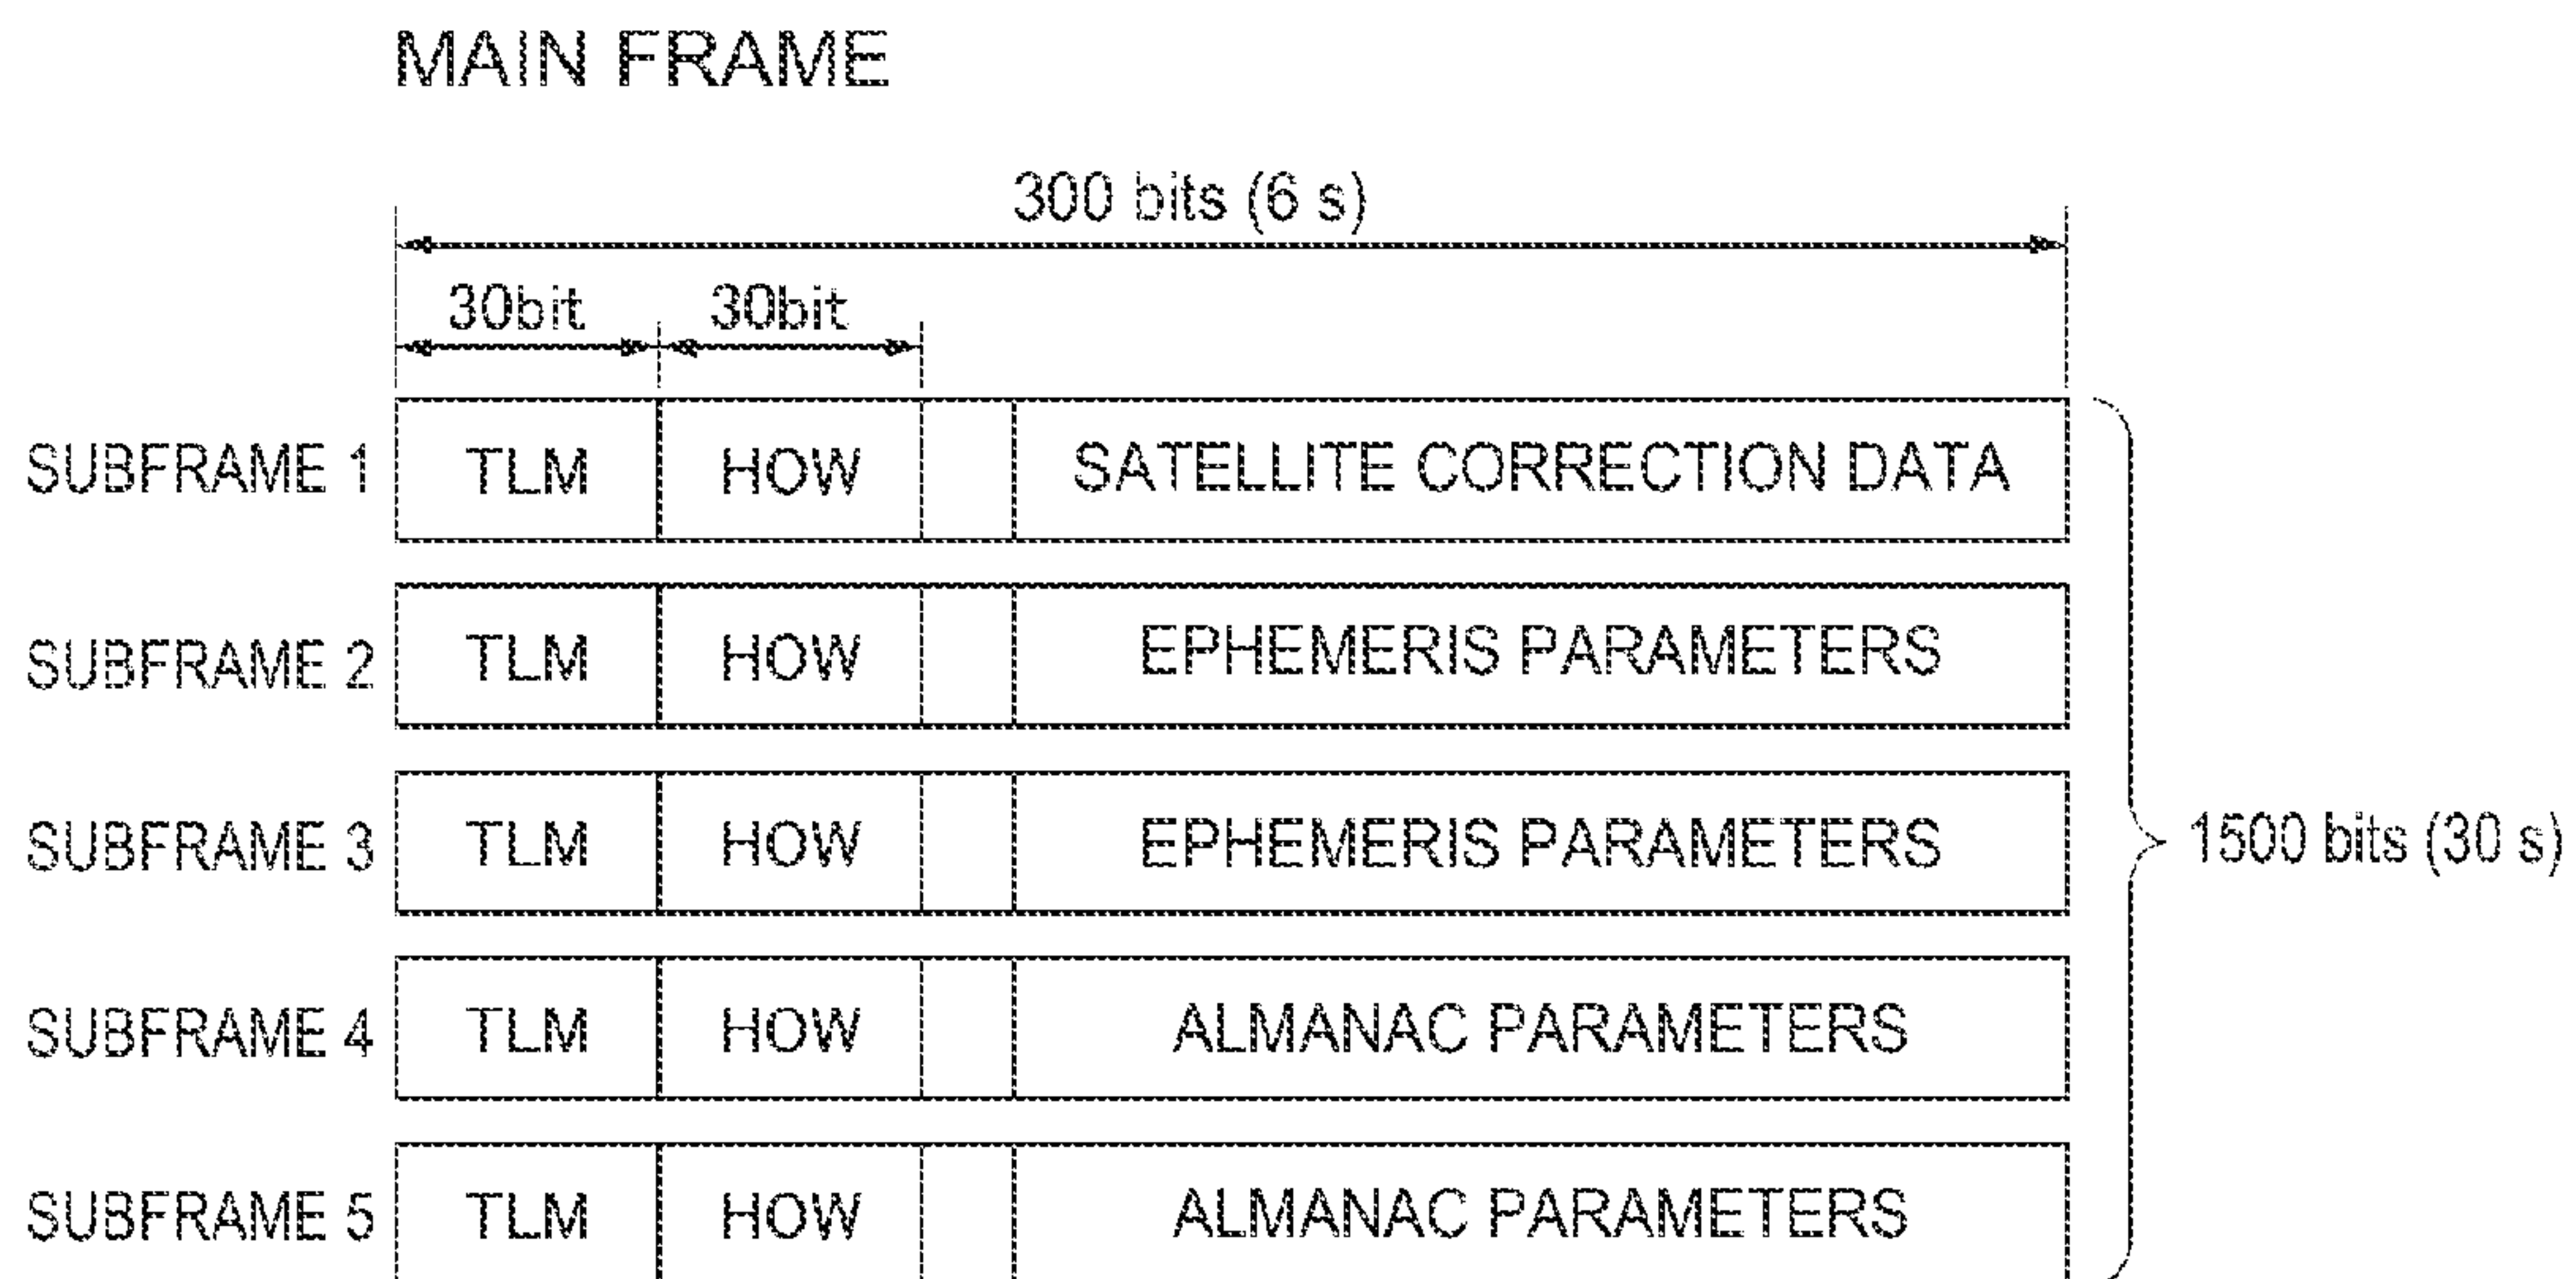 MAIN FRAME
300 bits (6 s)
30bit 30bit
SUBFRAME 1 TLM HOW SATELLITE CORRECTION DATA
SUBFRAME 2 TLM HOW EPHEMERIS PARAMETERS
SUBFRAME 3 TLM HOW EPHEMERIS PARAMETERS
1500 bits (30 s)
SUBFRAME 4 TLM HOW ALMANAC PARAMETERS
SUBFRAME 5 TLM HOW ALMANAC PARAMETERS